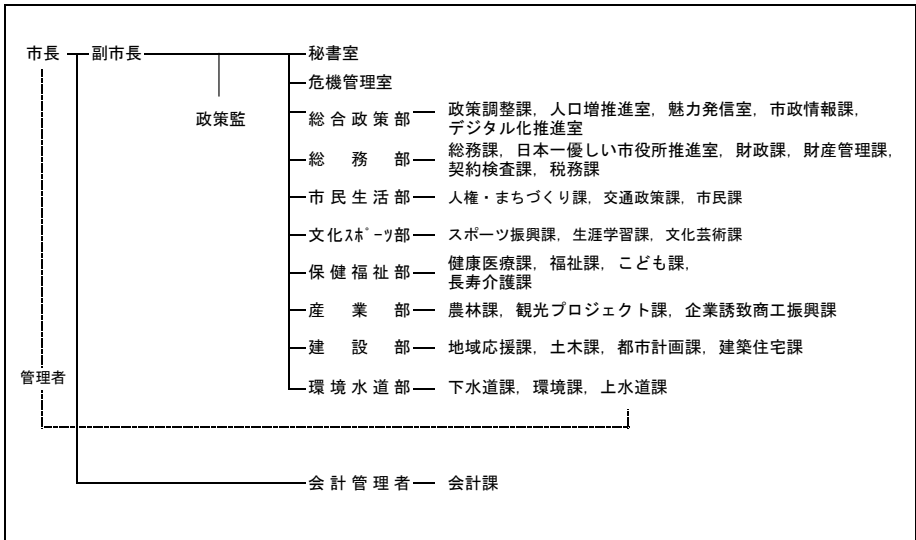 市長 副市長 秘書室
危機管理室
政策監
総合政策部 政策調整課，人口増推進室，魅力発信室，市政情報課，
デジタル化推進室
総務部 総務課，日本一優しい市役所推進室，財政課，財産管理課，
契約検査課，税務課
市民生活部 人権・まちづくり課，交通政策課，市民課
文化ｽﾎﾟｰﾂ部 スポーツ振興課，生涯学習課，文化芸術課
保健福祉部 健康医療課，福祉課，こども課，
長寿介護課
産業部 農林課，観光プロジェクト課，企業誘致商工振興課
建設部 地域応援課，土木課，都市計画課，建築住宅課
管理者
環境水道部 下水道課，環境課，上水道課
会計管理者 会計課